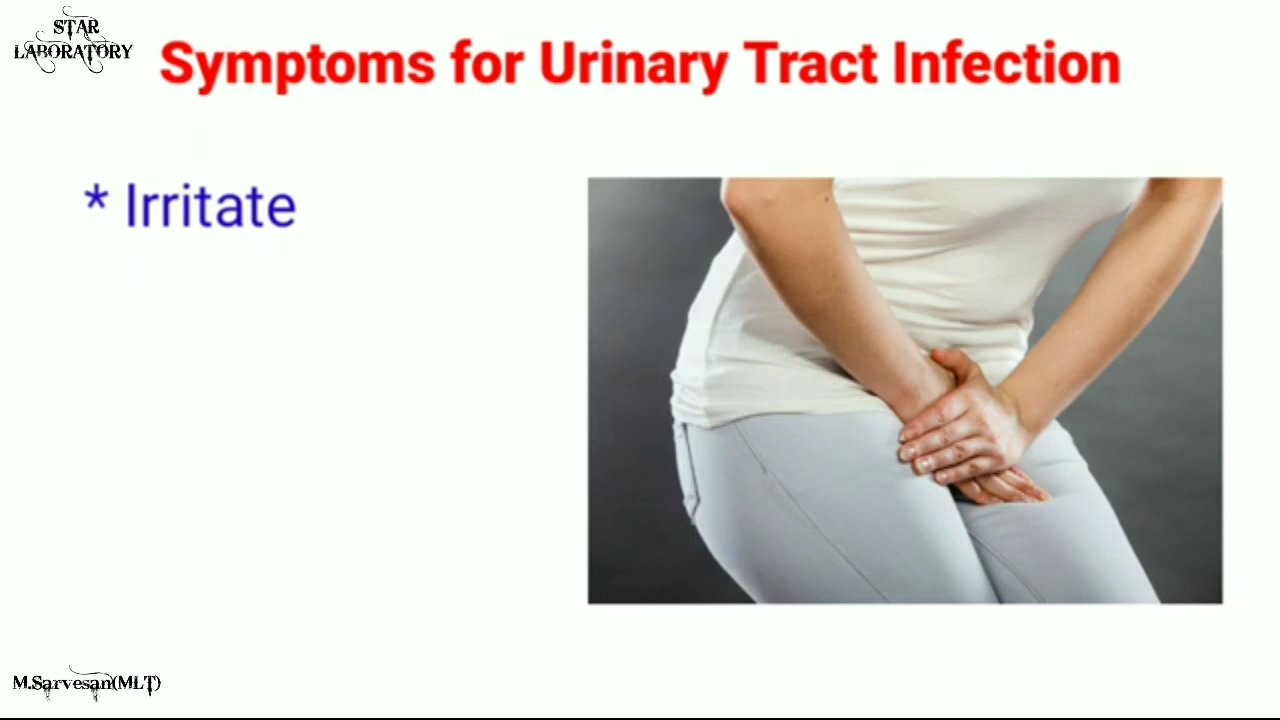 STAR
LABORATORY
Symptoms for Urinary Tract Infection
* Irritate
M.Sarvesan(MLT)